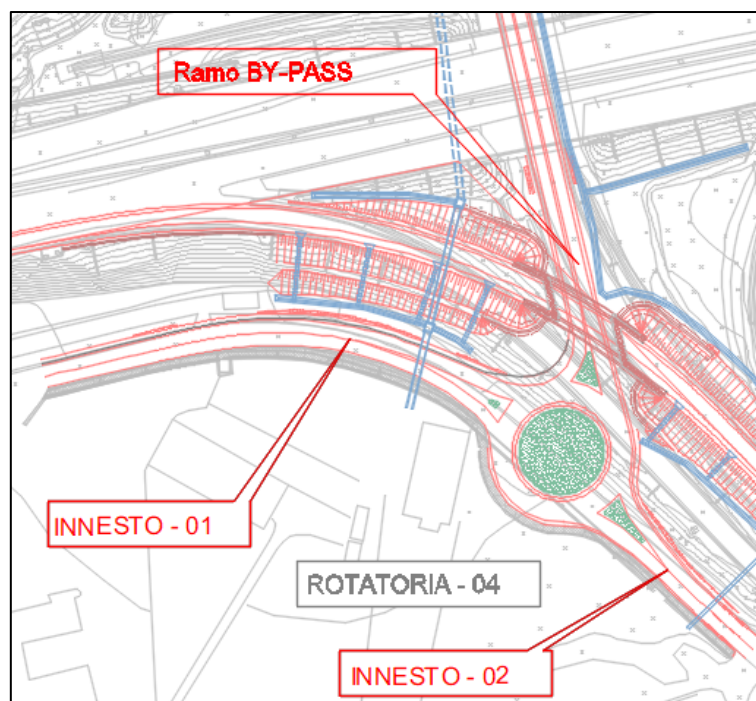 Ramo BY-PASS
INNESTO - 01
ROTATORIA - 04
INNESTO - 02